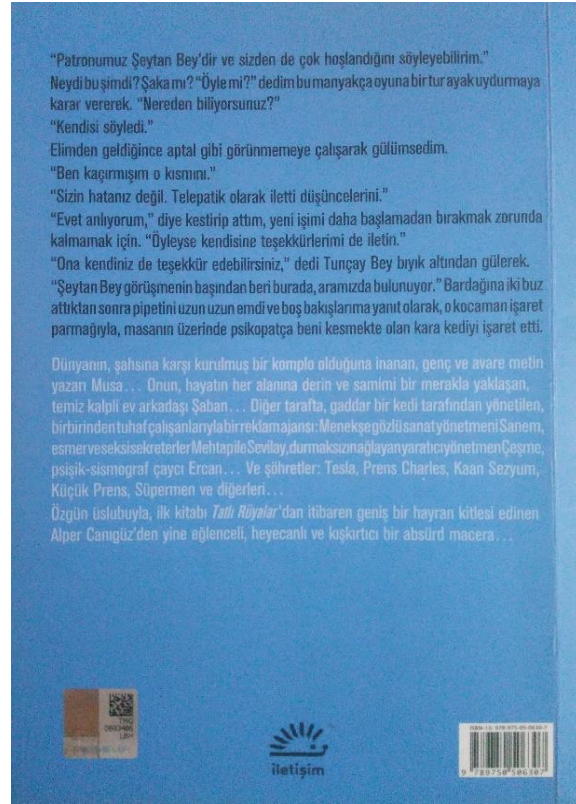 “Patronumuz Şeytan Bey’dir ve sizden de çok hoşlandığını söyleyebilirim.”
Neydi bu şimdi? Şaka mı? “Öyle mi?” dedim bu manyakça oyuna bir tur ayak uydurmaya
karar vererek. “Nereden biliyorsunuz?”
“Kendisi söyledi.”
Elimden geldiğince aptal gibi görünmemeye çalışarak gülümsedim.
“Ben kaçırmışım o kısmını.”
“Sizin hatanız değil. Telepatik olarak iletti düşüncelerini.”
“Evet anlıyorum,” diye kestirip attım, yeni işimi daha başlamadan bırakmak zorunda
kalmamak için. “Öyleyse kendisine teşekkürlerimi de iletin.”
“Ona kendiniz de teşekkür edebilirsiniz,” dedi Tunçay Bey bıyık altından gülerek.
“Şeytan Bey görüşmenin başından beri burada, aramızda bulunuyor.” Bardağına iki buz
attıktan sonra pipetini uzun uzun emdi ve boş bakışlarıma yanıt olarak, o kocaman işaret
parmağıyla, masanın üzerinde psikopatça beni kesmekte olan kara kediyi işaret etti.
Dünyanın, şahsına karşı kurulmuş bir komplo olduğuna inanan, genç ve avare metin
yazarı Musa... Onun, hayatın her alanına derin ve samimi bir merakla yaklaşan,
temiz kalpli ev arkadaşı Şaban... Diğer tarafta, gaddar bir kedi tarafından yönetilen,
birbirinden tuhaf çalışanlarıyla bir reklam ajansı: Menekşe gözlü sanat yönetmeni Sanem,
esmer ve seksi sekreterler Mehtap ile Sevilay, durmaksızın ağlayan yaratıcı yönetmen Çeşme,
psişik-sismograf çaycı Ercan... Ve şöhretler: Tesla, Prens Charles, Kaan Sezyum,
Küçük Prens, Süpermen ve diğerleri...
Özgün üslubuyla, ilk kitabı Tatlı Rüyalar’dan itibaren geniş bir hayran kitlesi edinen
Alper Canıgüz’den yine eğlenceli, heyecanlı ve kışkırtıcı bir absürd macera...
iletişim
ISBN-13: 978-975-05-0630-7
9 789750 506307